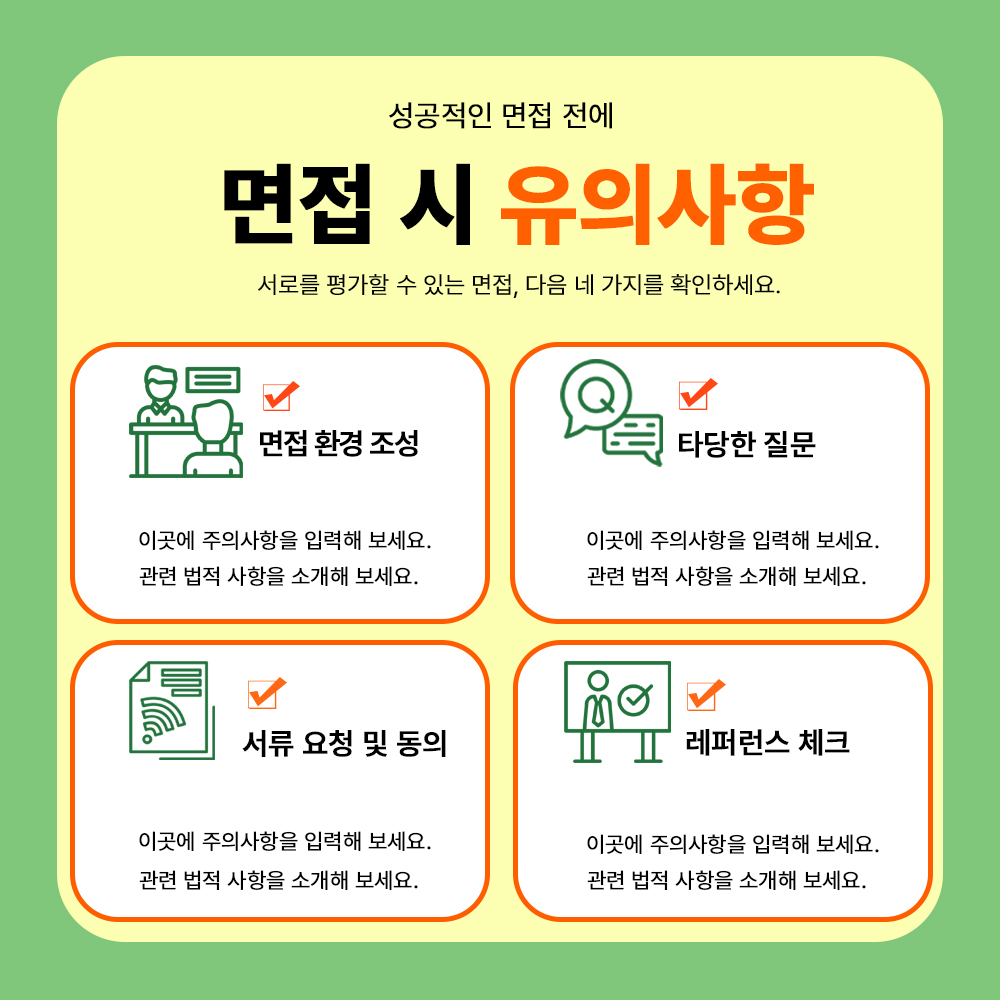 성공적인 면접 전에
면접 시 유의사항
서로를 평가할 수 있는 면접, 다음 네 가지를 확인하세요.
면접 환경 조성
이곳에 주의사항을 입력해 보세요.
관련 법적 사항을 소개해 보세요.
Q
타당한 질문
이곳에 주의사항을 입력해 보세요.
관련 법적 사항을 소개해 보세요.
서류 요청 및 동의
이곳에 주의사항을 입력해 보세요.
관련 법적 사항을 소개해 보세요.
레퍼런스 체크
이곳에 주의사항을 입력해 보세요.
관련 법적 사항을 소개해 보세요.